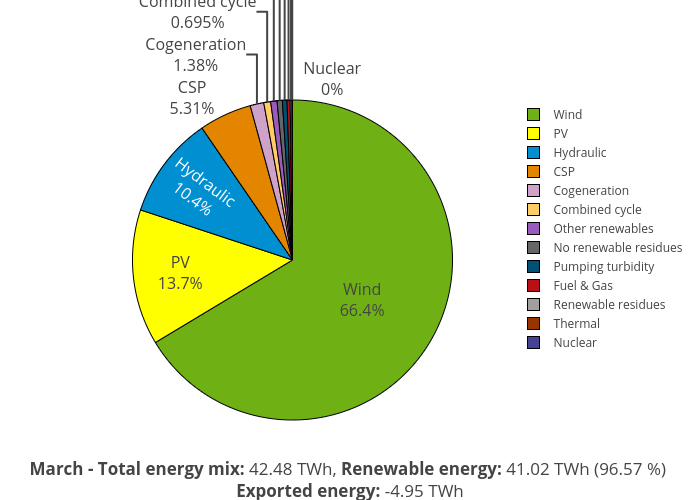 Combined cycle
0.695%
Cogeneration
1.38%
CSP
5.31%
Nuclear
0%
Hydraulic
10.4%
PV
13.7%
Wind
66.4%
Wind
PV
Hydraulic
CSP
Cogeneration
Combined cycle
Other renewables
No renewable residues
Pumping turbidity
Fuel & Gas
Renewable residues
Thermal
Nuclear
March - Total energy mix: 42.48 TWh, Renewable energy: 41.02 TWh (96.57 %)
Exported energy: -4.95 TWh